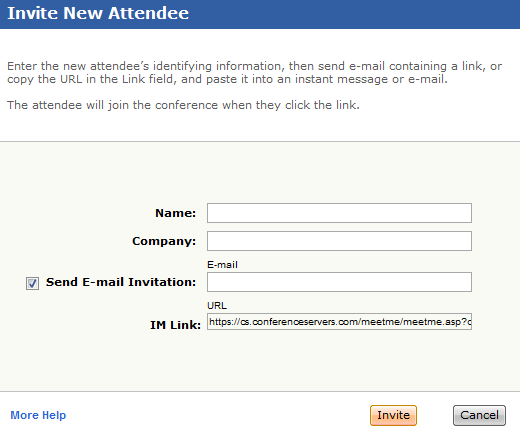 Invite New Attendee
Enter the new attendee's identifying information, then send e-mail containing a link, or
copy the URL in the Link field, and paste it into an instant message or e-mail.
The attendee will join the conference when they click the link.
Name:
Company:
E-mail
Send E-mail Invitation:
URL
IM Link: https://cs.conferenceservers.com/meetme/meetme.asp?c
More Help Invite Cancel